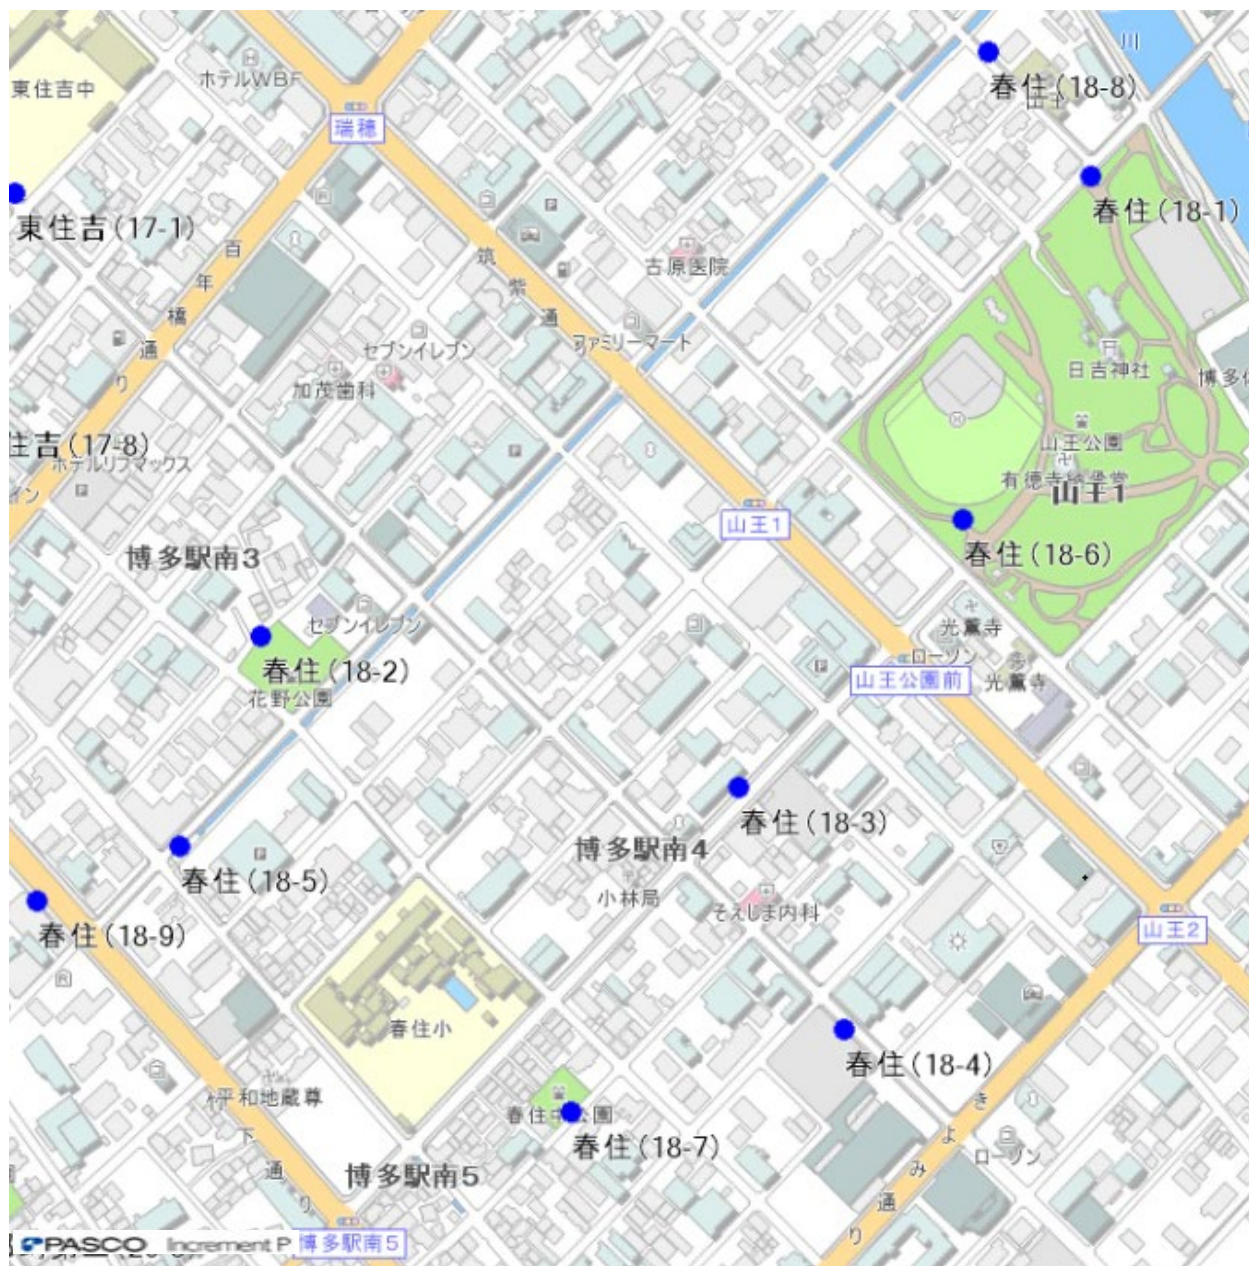 川
ホテルWBF
東住吉中
春住(18-8)
瑞穂
春住(18-1)
東住吉(17-1)
百年橋通り
筑紫通
古原医院
ファミリーマート
セブンイレブン
加茂歯科
日吉神社
住吉(17-8)
ホテルリブマックス
イン
山王公園
有徳寺納骨堂
山王1
山王1
春住(18-6)
博多駅南3
セブンイレブン
光薫寺
ローソン
春住(18-2)
花野公園
山王公園前
光薫寺
春住(18-3)
博多駅南4
春住(18-5)
小林局
そえじま内科
春住(18-9)
山王2
春住小
春住(18-4)
平和地蔵尊
春住中公園
春住(18-7)
きよみ通り
ローソン
竹下通り
博多駅南5
PASCO Increment P
博多駅南5